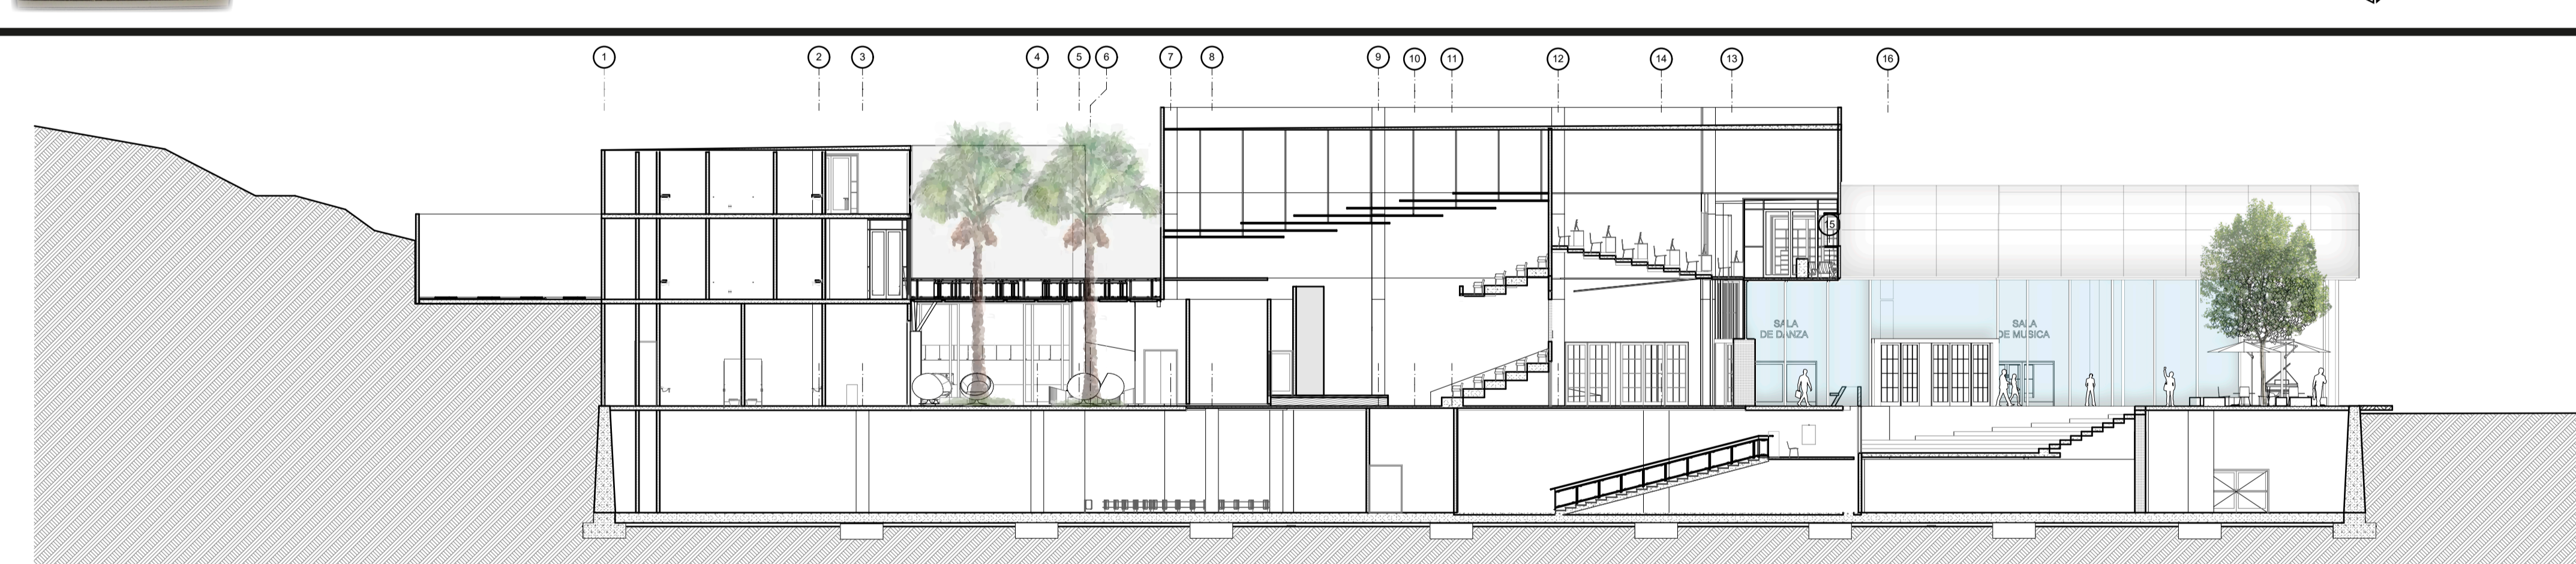 1 2 3 4 5 6 7 8 9 10 11 12 14 13 16
15
SALA
DE DANZA
SALA
DE MUSICA